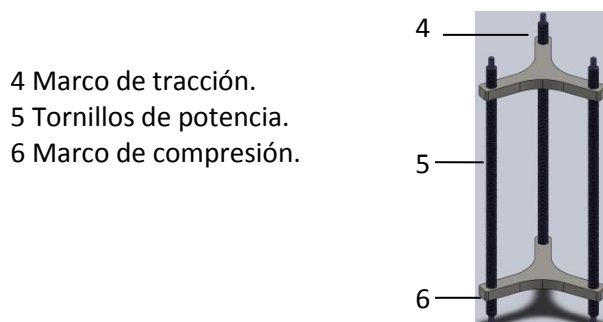 4 Marco de tracción.
5 Tornillos de potencia.
6 Marco de compresión.
4
5
6